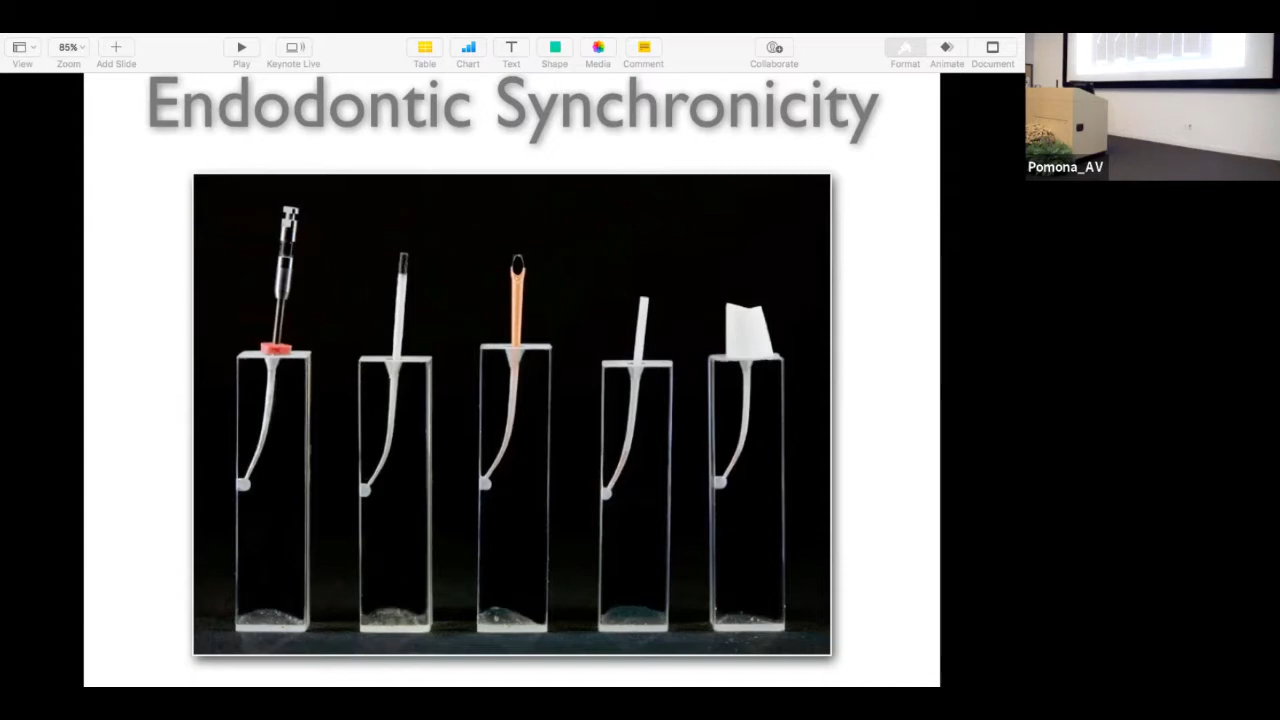 85%
View
Zoom
Add Slide
Play
Keynote Live
Table
Chart
Text
Shape
Media
Comment
Collaborate
Format
Animate
Document
Endodontic Synchronicity
Pomona_AV